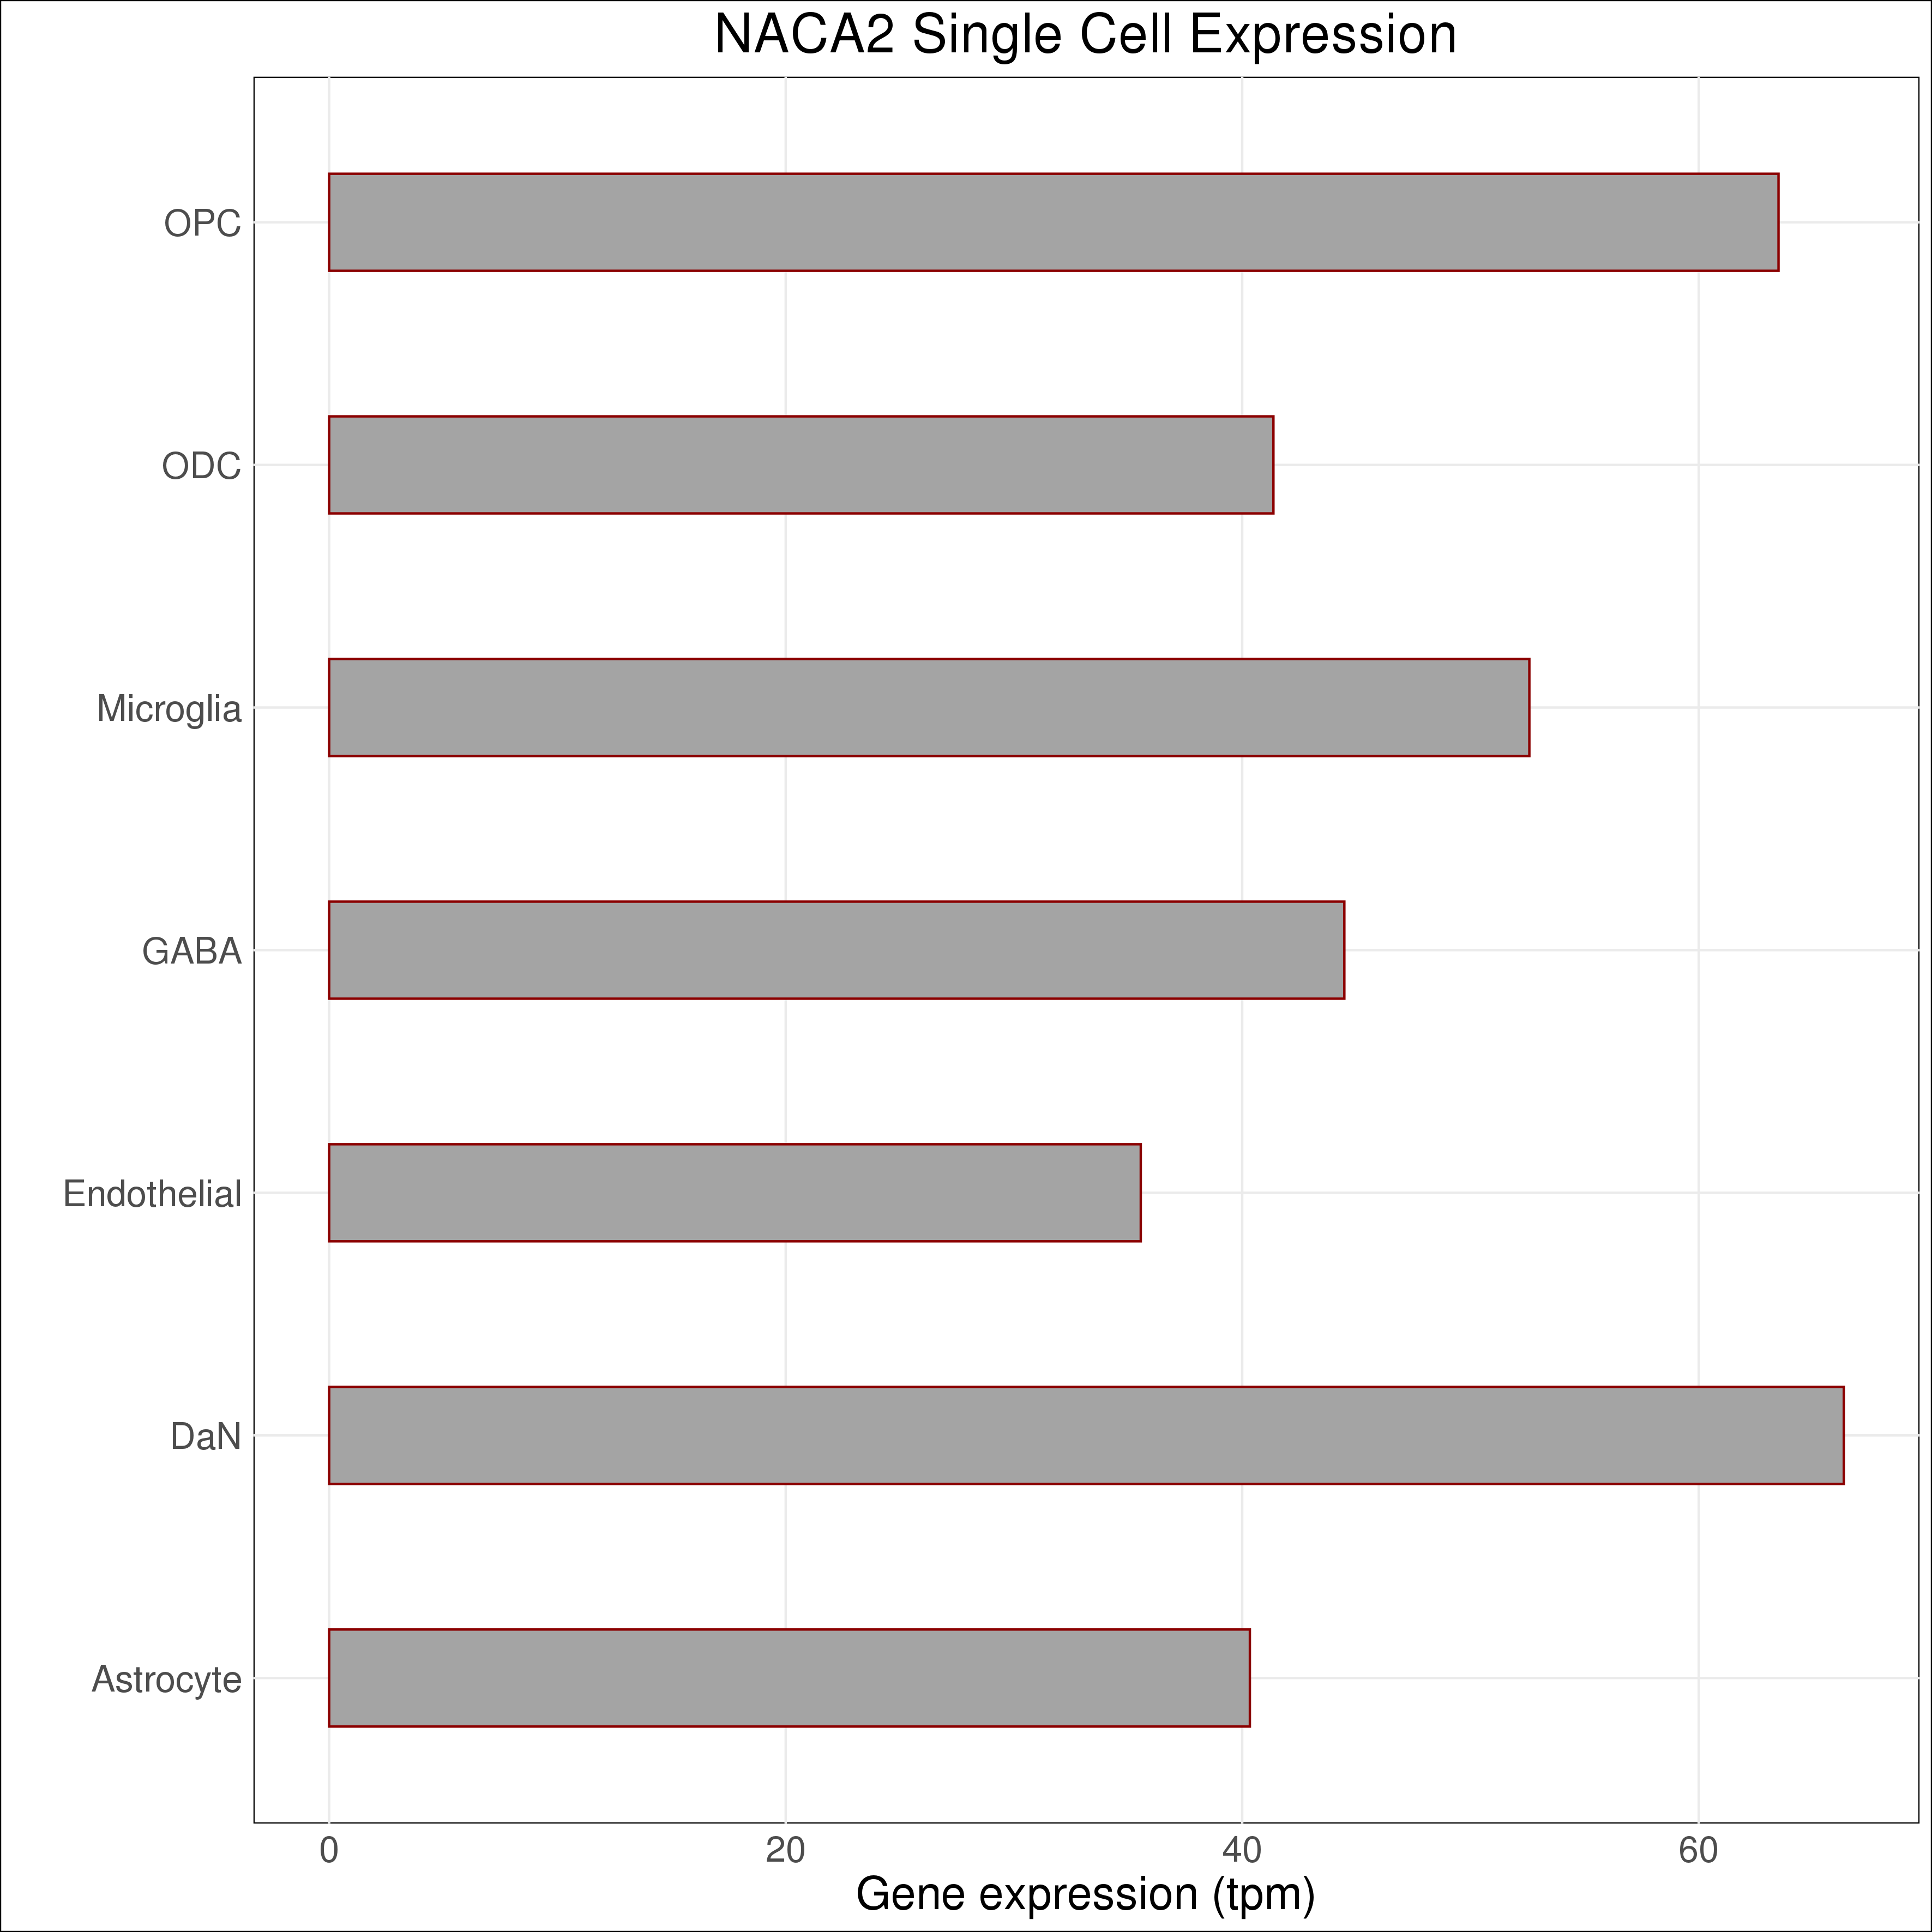 NACA2 Single Cell Expression
OPC
ODC
Microglia
GABA
Endothelial
DaN
Astrocyte
0 20 40 60
Gene expression (tpm)